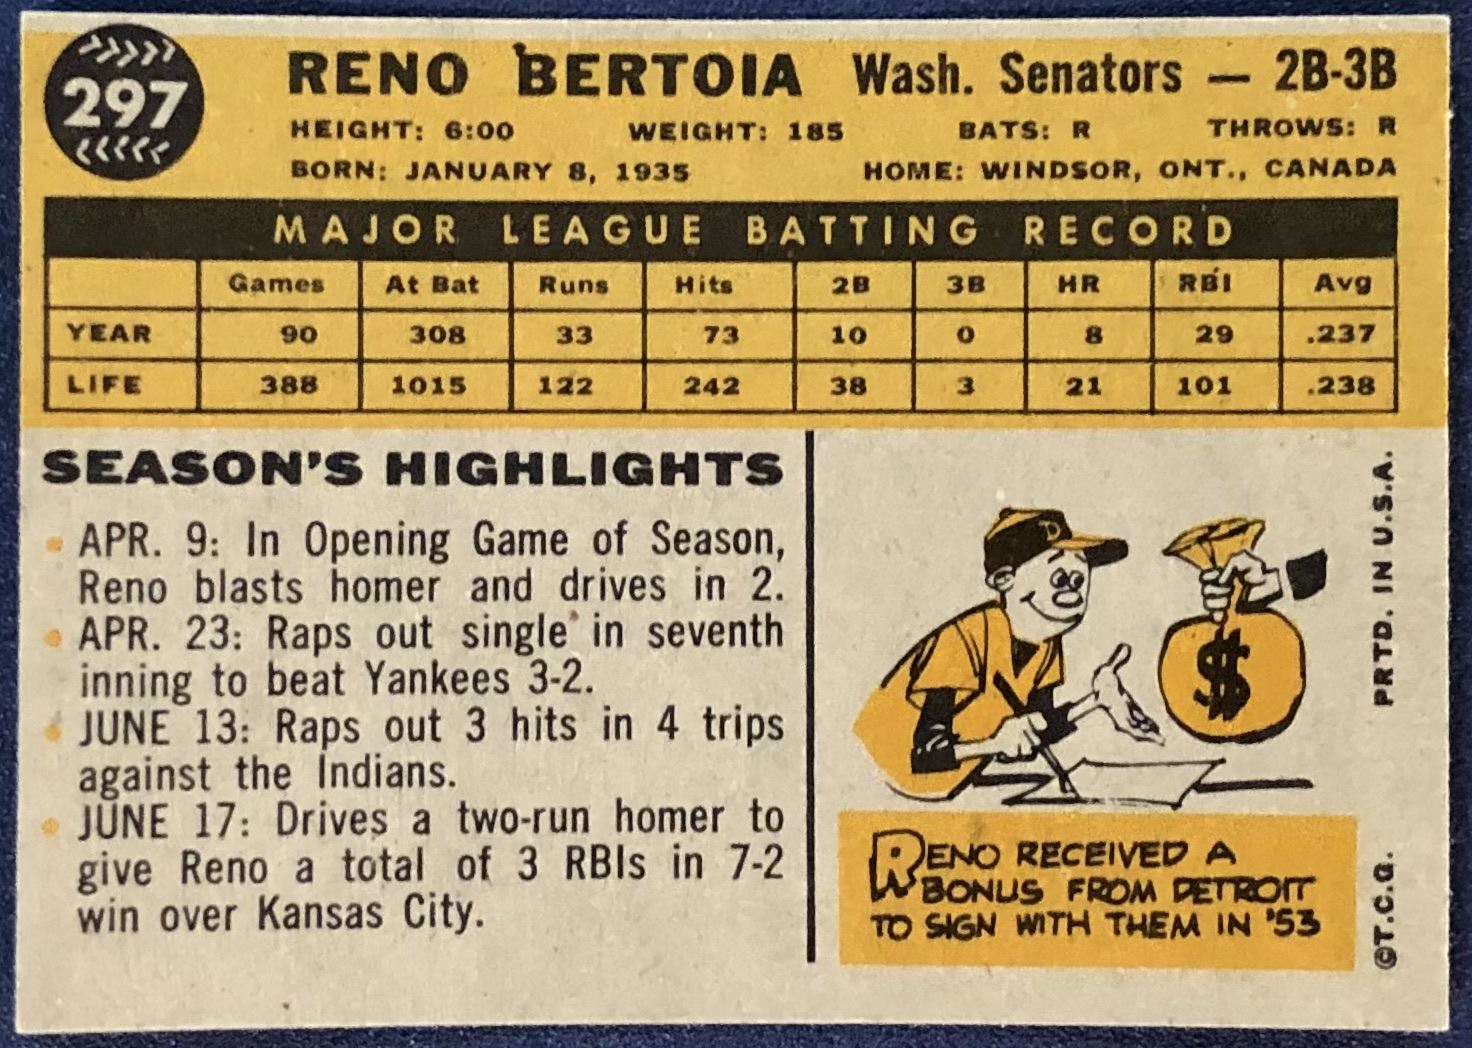 297
RENO BERTOIA Wash. Senators — 2B-3B
HEIGHT: 6:00 WEIGHT: 185 BATS: R THROWS: R
BORN: JANUARY 8, 1935 HOME: WINDSOR, ONT., CANADA
MAJOR LEAGUE BATTING RECORD
Games At Bat Runs Hits 2B 3B HR RBI Avg
YEAR 90 308 33 73 10 0 8 29 .237
LIFE 388 1015 122 242 38 3 21 101 .238
SEASON'S HIGHLIGHTS
• APR. 9: In Opening Game of Season,
Reno blasts homer and drives in 2.
• APR. 23: Raps out single in seventh
inning to beat Yankees 3-2.
• JUNE 13: Raps out 3 hits in 4 trips
against the Indians.
• JUNE 17: Drives a two-run homer to
give Reno a total of 3 RBIs in 7-2
win over Kansas City.
D
$
RENO RECEIVED A
BONUS FROM DETROIT
TO SIGN WITH THEM IN '53
©T.C.G. PRTD. IN U.S.A.